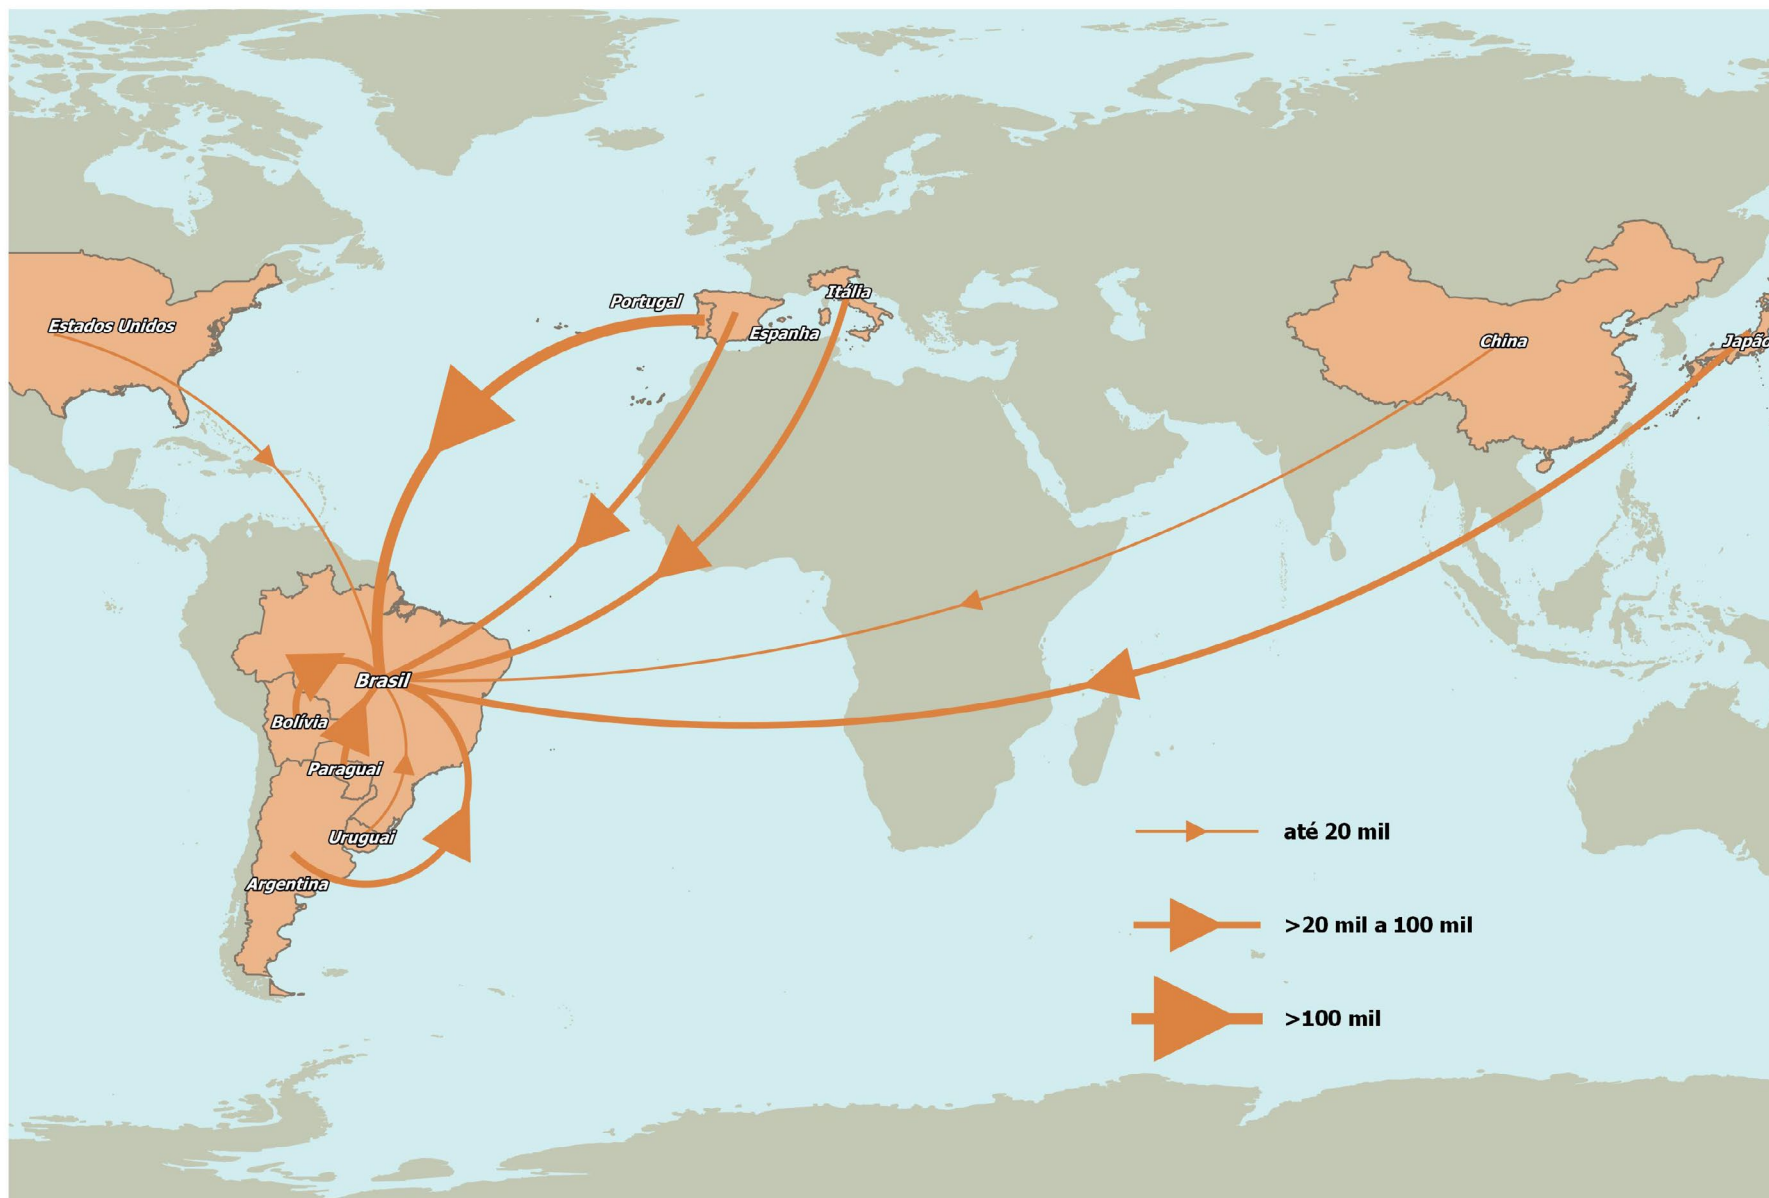 Portugal
Itália
Estados Unidos
Espanha
China
Japão
Brasil
Bolívia
Paraguai
Uruguai
Argentina
até 20 mil
>20 mil a 100 mil
>100 mil